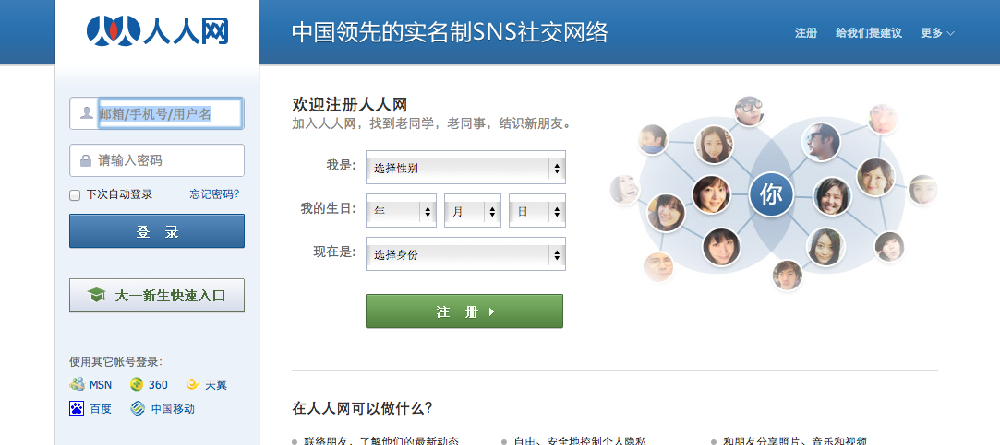 人人网
中国领先的实名制SNS社交网络
注册 给我们提建议 更多
邮箱/手机号/用户名
请输入密码
下次自动登录 忘记密码?
登 录
大一新生快速入口
使用其它帐号登录:
MSN 360 天翼
百度 中国移动
欢迎注册人人网
加入人人网，找到老同学，老同事，结识新朋友。
我是: 选择性别
我的生日: 年 月 日
现在是: 选择身份
注 册
你
在人人网可以做什么?
联络朋友，了解他们的最新动态 自由、安全地控制个人隐私 和朋友分享照片、音乐和视频